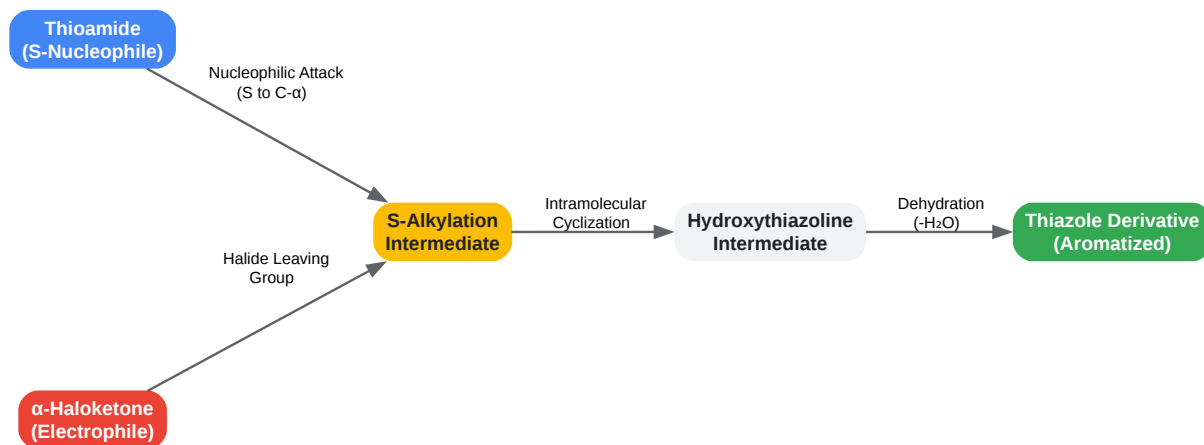 Thioamide
(S-Nucleophile)
Nucleophilic Attack
(S to C-α)
S-Alkylation
Intermediate
Intramolecular
Cyclization
Hydroxythiazoline
Intermediate
Dehydration
(-H₂O)
Thiazole Derivative
(Aromatized)
Halide Leaving
Group
α-Haloketone
(Electrophile)